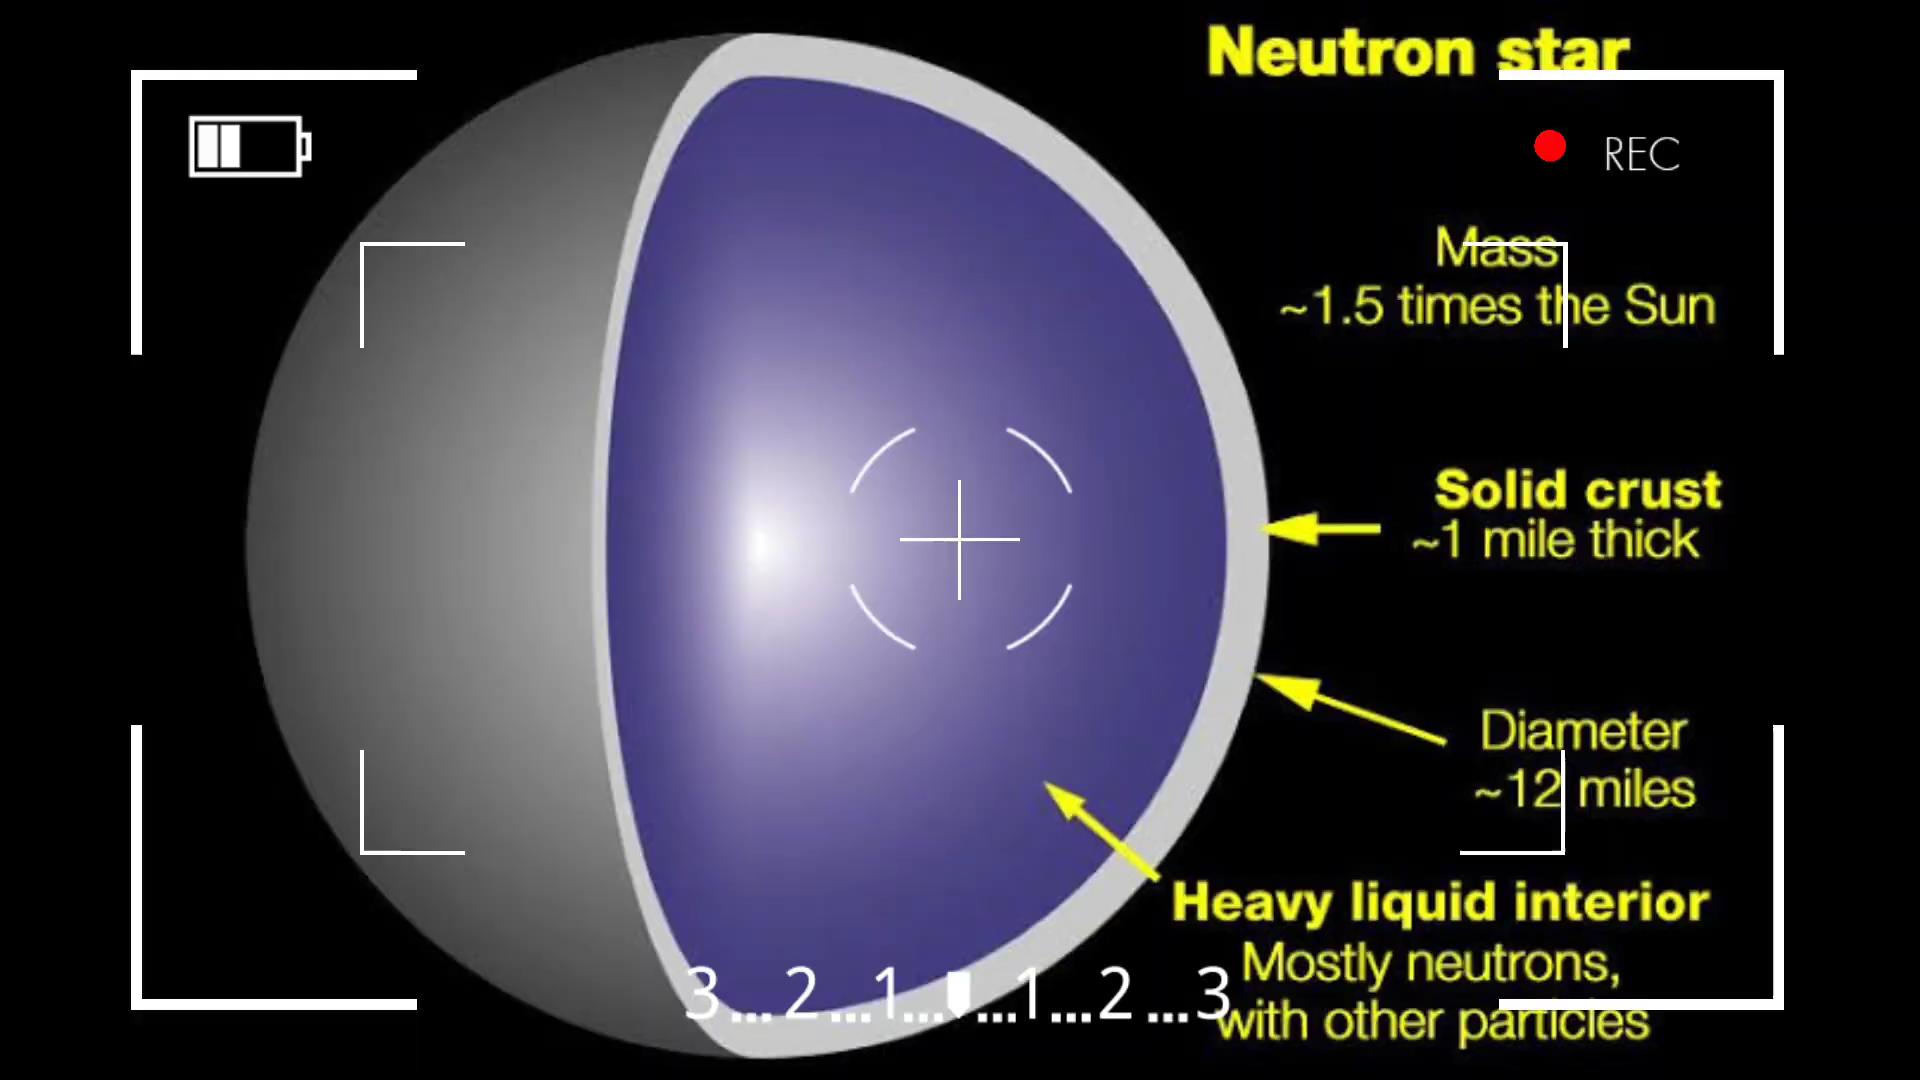 Neutron star
REC
Mass
~1.5 times the Sun
Solid crust
~1 mile thick
Diameter
~12 miles
Heavy liquid interior
Mostly neutrons,
with other particles
3...2...1...▮...1...2...3